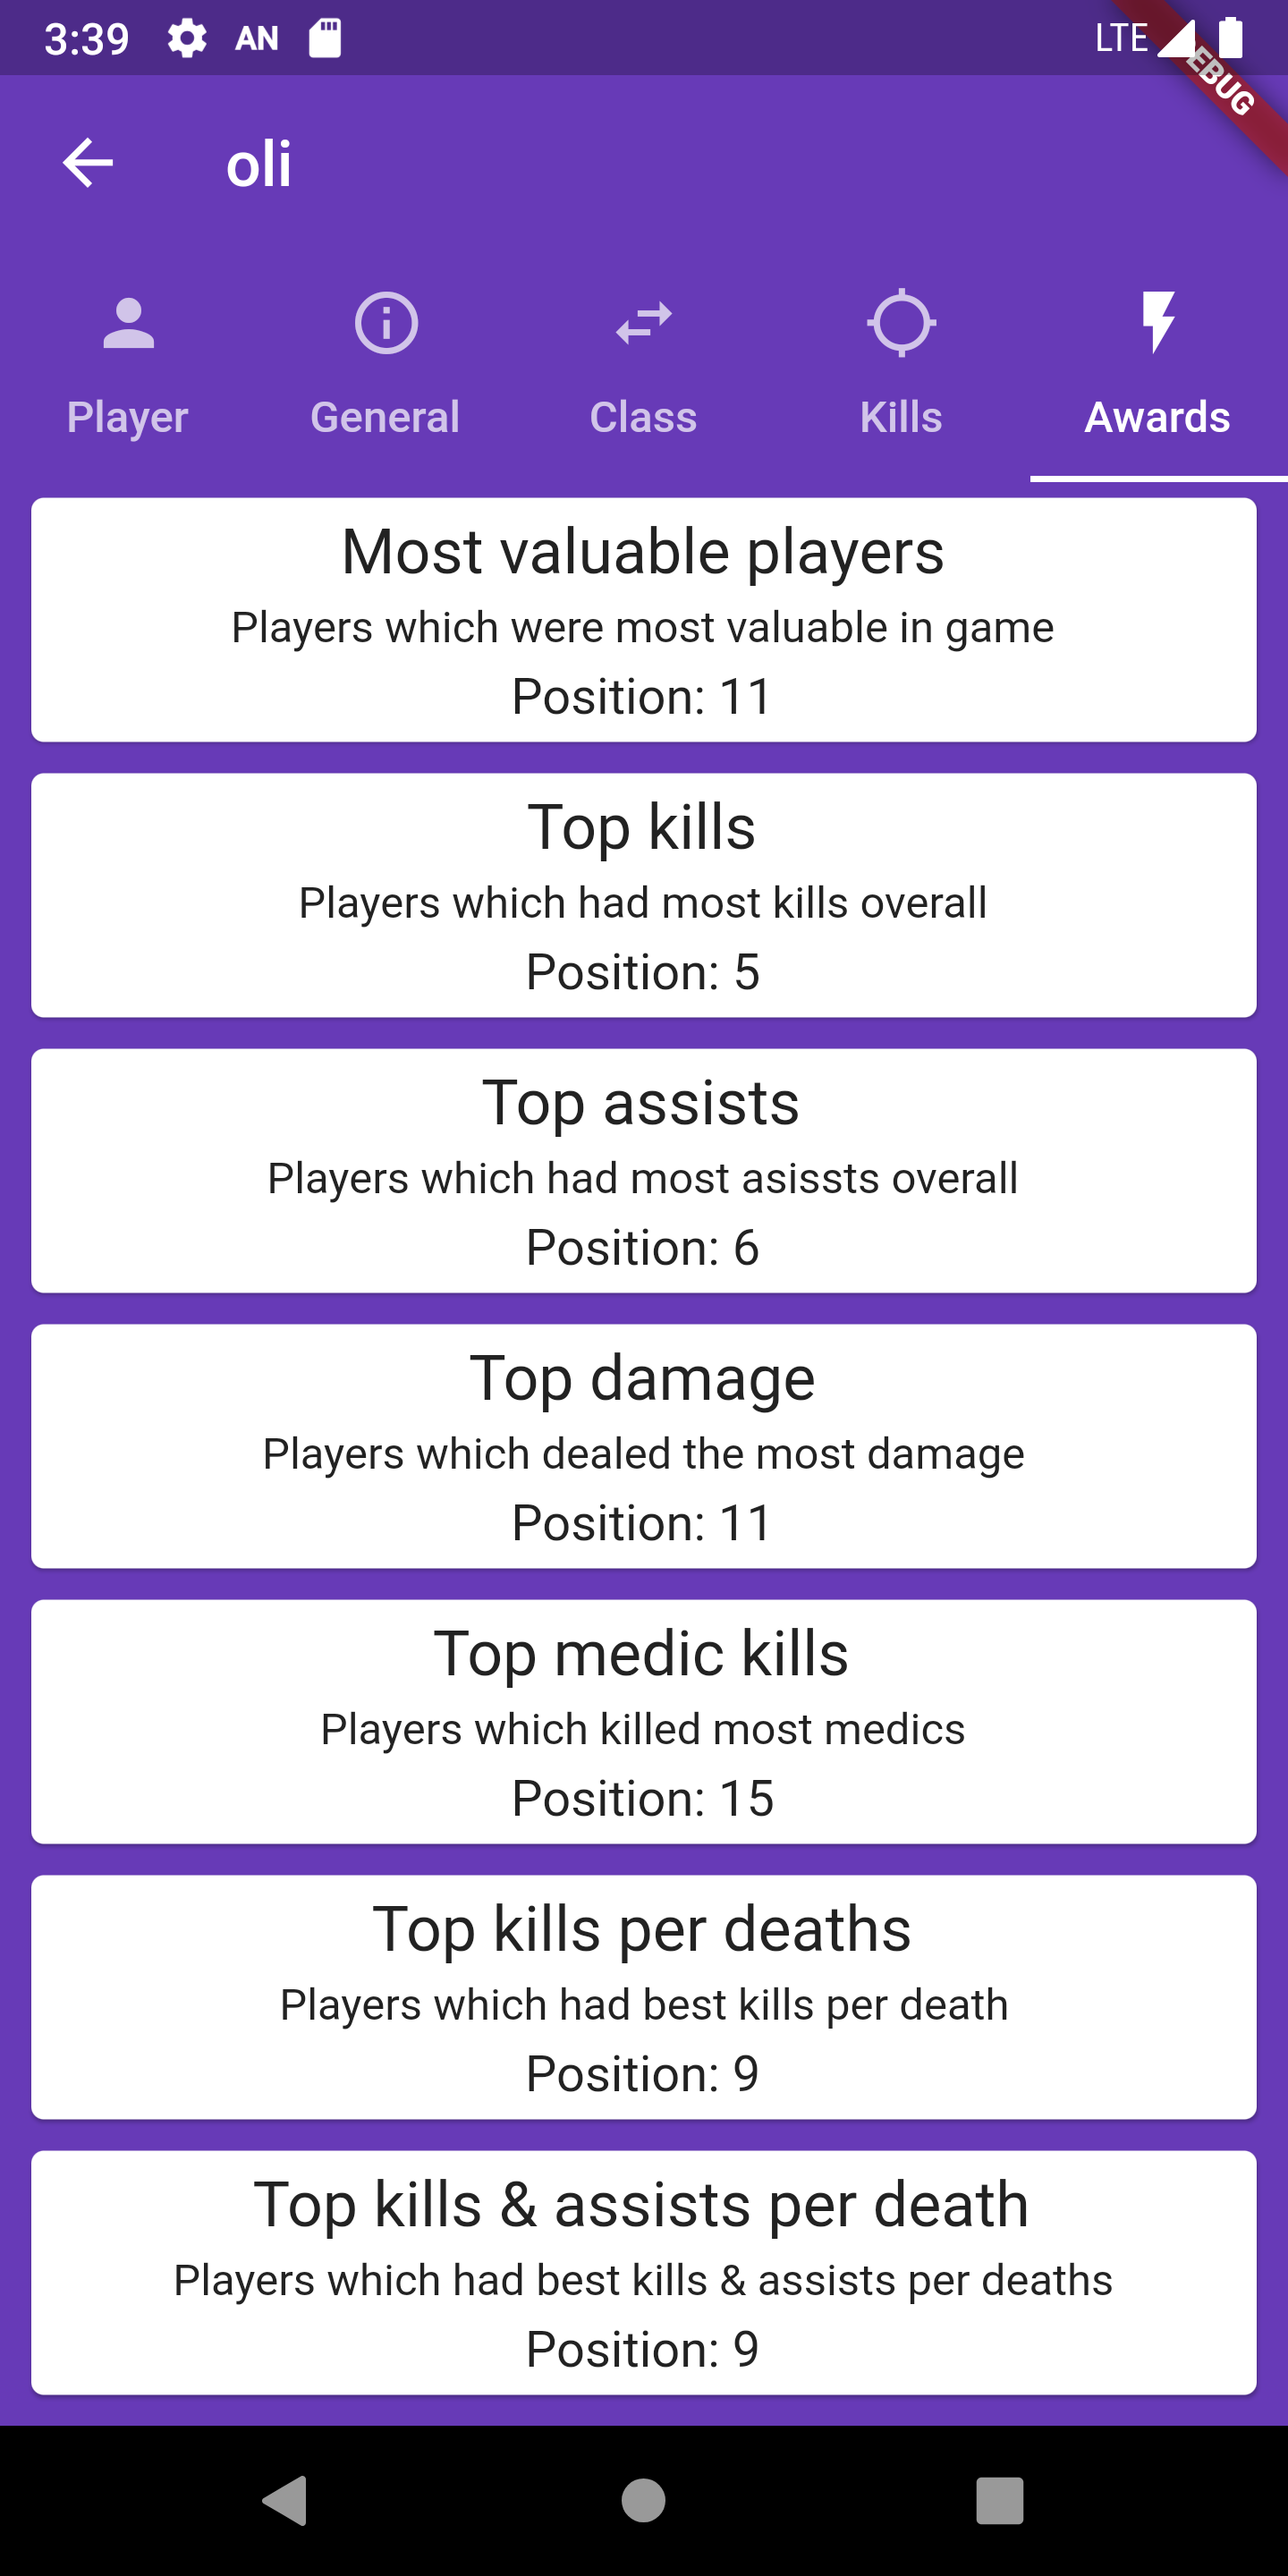 3:39 AN LTE
EBUG
oli
Player General Class Kills Awards
Most valuable players
Players which were most valuable in game
Position: 11
Top kills
Players which had most kills overall
Position: 5
Top assists
Players which had most asissts overall
Position: 6
Top damage
Players which dealed the most damage
Position: 11
Top medic kills
Players which killed most medics
Position: 15
Top kills per deaths
Players which had best kills per death
Position: 9
Top kills & assists per death
Players which had best kills & assists per deaths
Position: 9